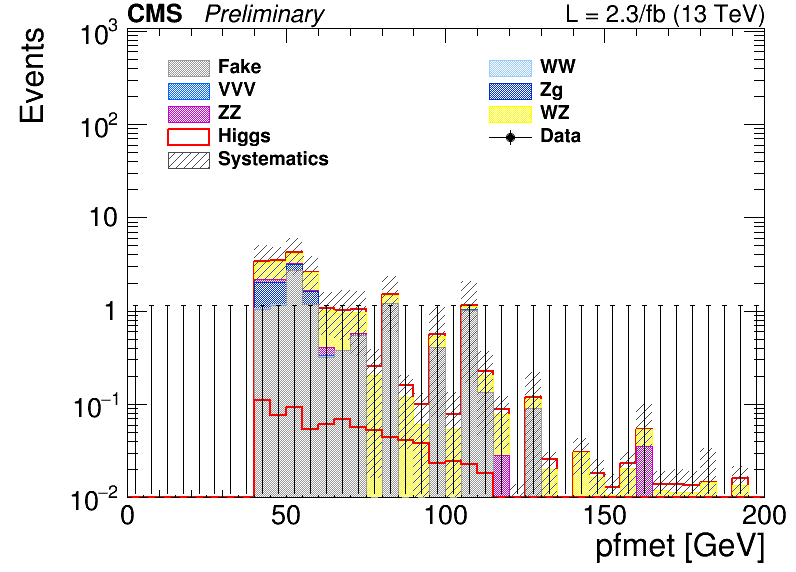 CMS Preliminary L = 2.3/fb (13 TeV)
Events
10³
10²
10
1
10⁻¹
10⁻²
Fake WW
VVV Zg
ZZ WZ
Higgs Data
Systematics
0 50 100 150 200
pfmet [GeV]